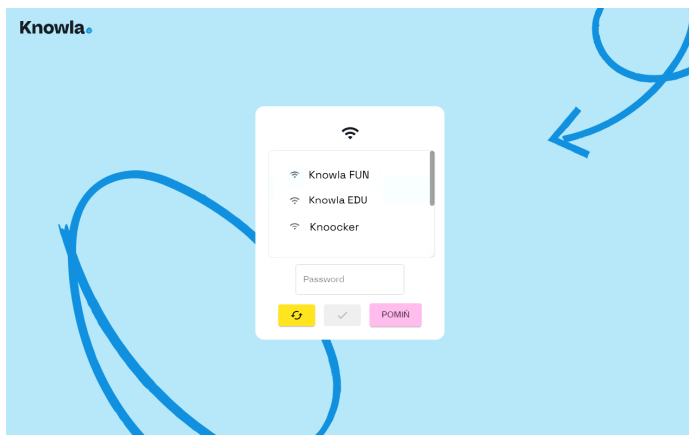 Knowla
Knowla FUN
Knowla EDU
Knoocker
Password
POMIŃ